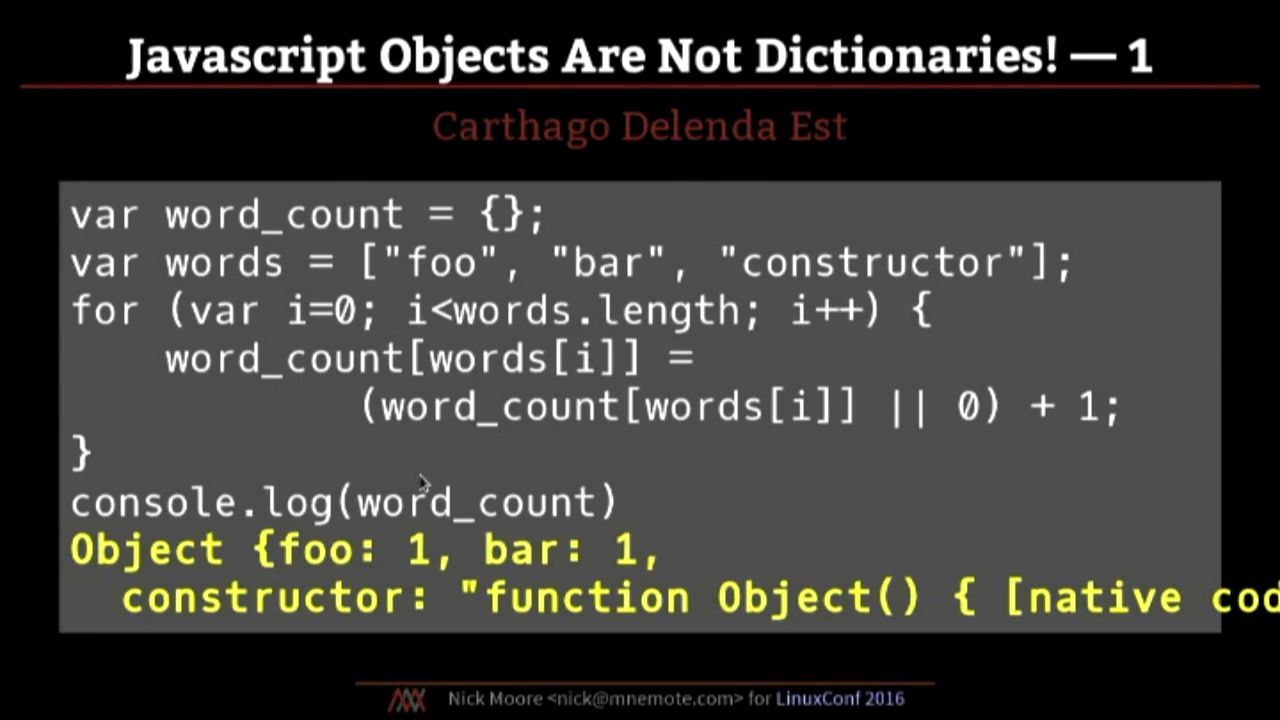 Javascript Objects Are Not Dictionaries! — 1
Carthago Delenda Est
var word_count = {};
var words = ["foo", "bar", "constructor"];
for (var i=0; i<words.length; i++) {
    word_count[words[i]] =
            (word_count[words[i]] || 0) + 1;
}
console.log(word_count)
Object {foo: 1, bar: 1,
  constructor: "function Object() { [native cod
Nick Moore <nick@mnemote.com> for LinuxConf 2016